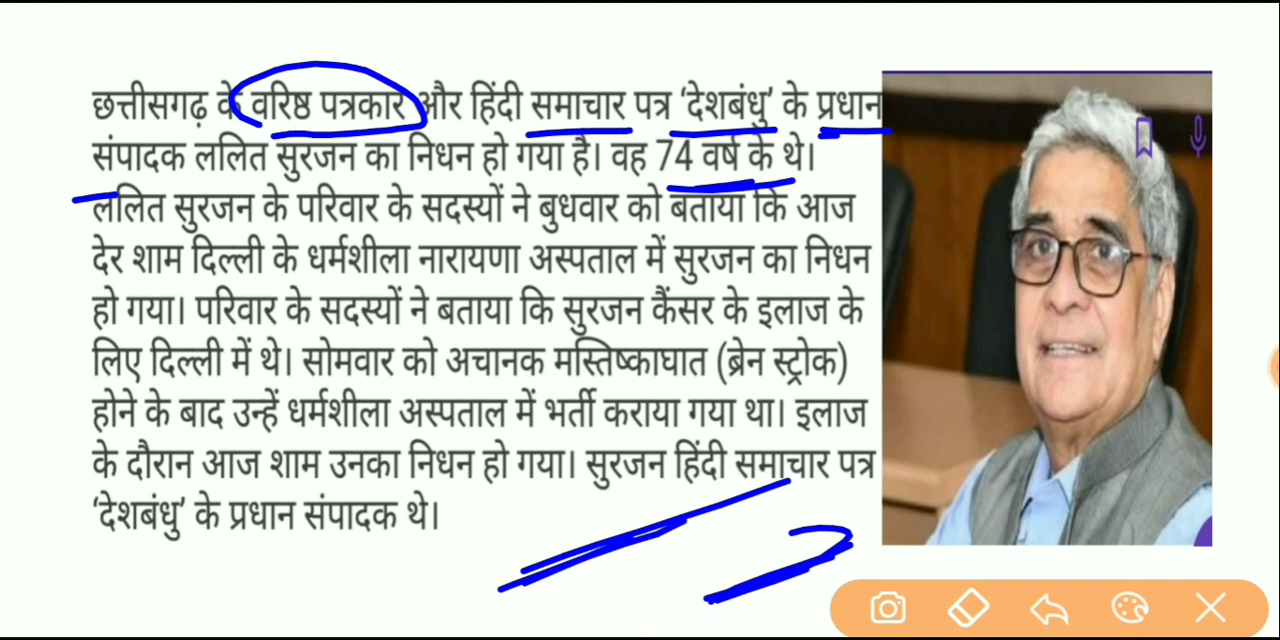 छत्तीसगढ़ के वरिष्ठ पत्रकार और हिंदी समाचार पत्र ‘देशबंधु’ के प्रधान
संपादक ललित सुरजन का निधन हो गया है। वह 74 वर्ष के थे।
ललित सुरजन के परिवार के सदस्यों ने बुधवार को बताया कि आज
देर शाम दिल्ली के धर्मशीला नारायणा अस्पताल में सुरजन का निधन
हो गया। परिवार के सदस्यों ने बताया कि सुरजन कैंसर के इलाज के
लिए दिल्ली में थे। सोमवार को अचानक मस्तिष्काघात (ब्रेन स्ट्रोक)
होने के बाद उन्हें धर्मशीला अस्पताल में भर्ती कराया गया था। इलाज
के दौरान आज शाम उनका निधन हो गया। सुरजन हिंदी समाचार पत्र
‘देशबंधु’ के प्रधान संपादक थे।